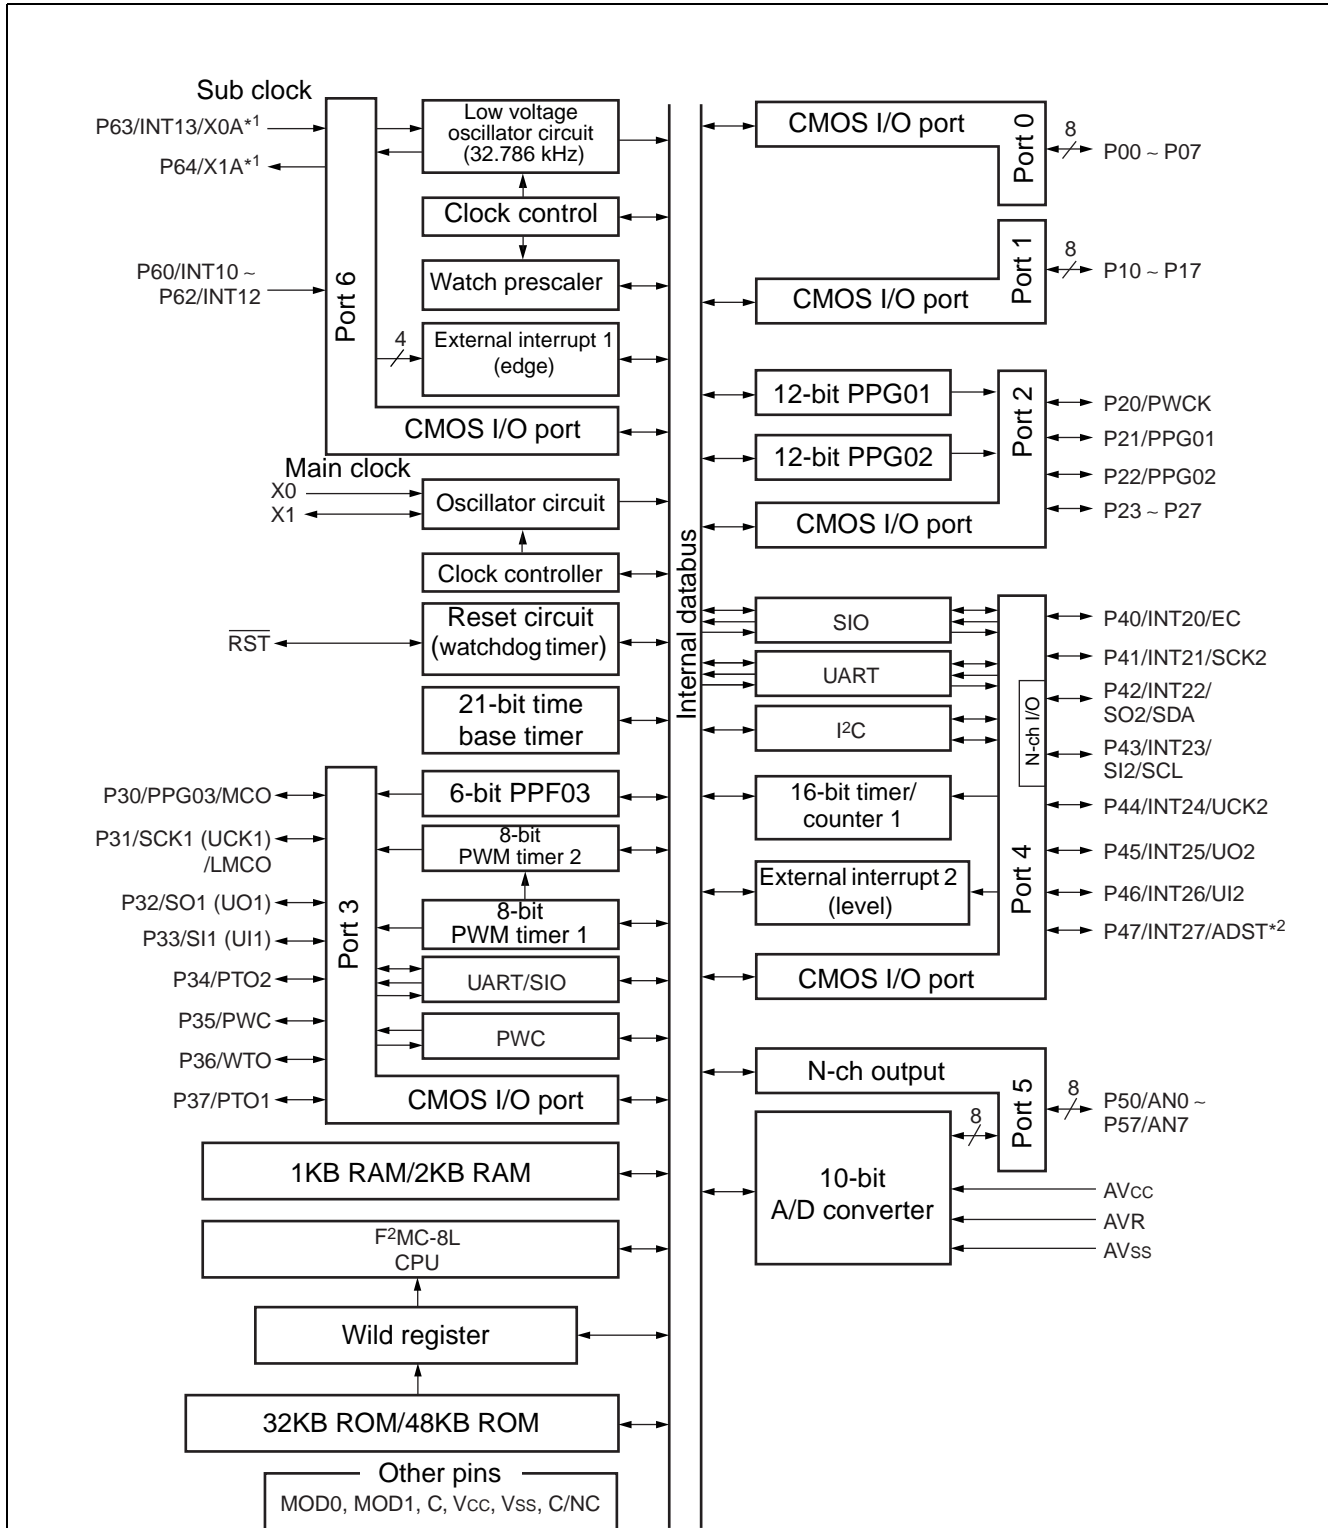 Sub clock
P63/INT13/X0A*1
P64/X1A*1
P60/INT10 ~
P62/INT12
Port 6
Low voltage
oscillator circuit
(32.786 kHz)
Clock control
Watch prescaler
4
External interrupt 1
(edge)
CMOS I/O port
Main clock
X0
X1
Oscillator circuit
Clock controller
RST
Reset circuit
(watchdog timer)
21-bit time
base timer
P30/PPG03/MCO
P31/SCK1 (UCK1)
/LMCO
P32/SO1 (UO1)
P33/SI1 (UI1)
P34/PTO2
P35/PWC
P36/WTO
P37/PTO1
Port 3
6-bit PPF03
8-bit
PWM timer 2
8-bit
PWM timer 1
UART/SIO
PWC
CMOS I/O port
1KB RAM/2KB RAM
F2MC-8L
CPU
Wild register
32KB ROM/48KB ROM
Other pins
MOD0, MOD1, C, Vcc, Vss, C/NC
Internal databus
CMOS I/O port
Port 0
8
P00 ~ P07
CMOS I/O port
Port 1
8
P10 ~ P17
12-bit PPG01
12-bit PPG02
CMOS I/O port
Port 2
P20/PWCK
P21/PPG01
P22/PPG02
P23 ~ P27
SIO
UART
I2C
16-bit timer/
counter 1
External interrupt 2
(level)
CMOS I/O port
N-ch I/O
Port 4
P40/INT20/EC
P41/INT21/SCK2
P42/INT22/
SO2/SDA
P43/INT23/
SI2/SCL
P44/INT24/UCK2
P45/INT25/UO2
P46/INT26/UI2
P47/INT27/ADST*2
N-ch output
Port 5
8
8
P50/AN0 ~
P57/AN7
10-bit
A/D converter
AVcc
AVR
AVss